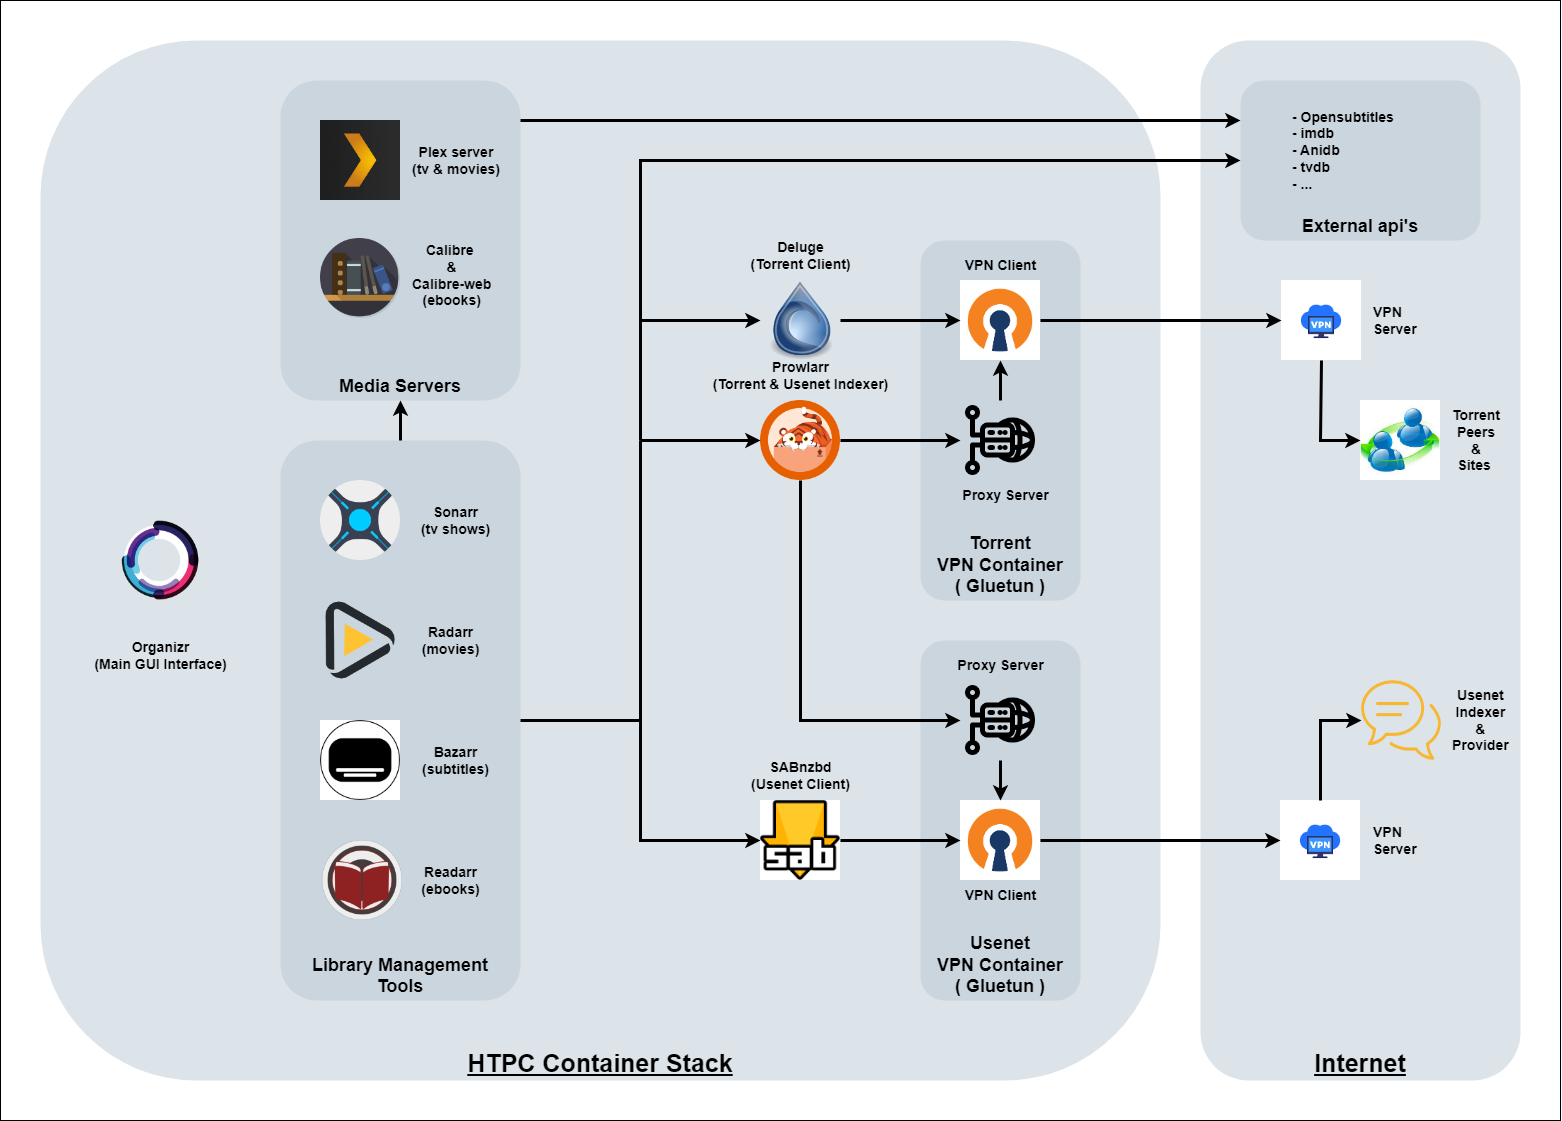 Plex server
(tv & movies)
Calibre
&
Calibre-web
(ebooks)
Media Servers
Sonarr
(tv shows)
Radarr
(movies)
Bazarr
(subtitles)
Readarr
(ebooks)
Library Management
Tools
Organizr
(Main GUI Interface)
Deluge
(Torrent Client)
Prowlarr
(Torrent & Usenet Indexer)
SABnzbd
(Usenet Client)
sab
VPN Client
Proxy Server
Torrent
VPN Container
( Gluetun )
Proxy Server
VPN Client
Usenet
VPN Container
( Gluetun )
HTPC Container Stack
- Opensubtitles
- imdb
- Anidb
- tvdb
- ...
External api's
VPN
VPN
Server
Torrent
Peers
&
Sites
Usenet
Indexer
&
Provider
VPN
VPN
Server
Internet